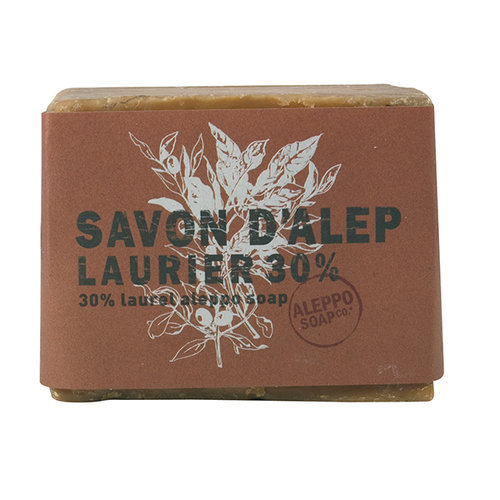 SAVON D'ALEP
LAURIER 30%
30% laurel aleppo soap
ALEPPO
SOAP CO.